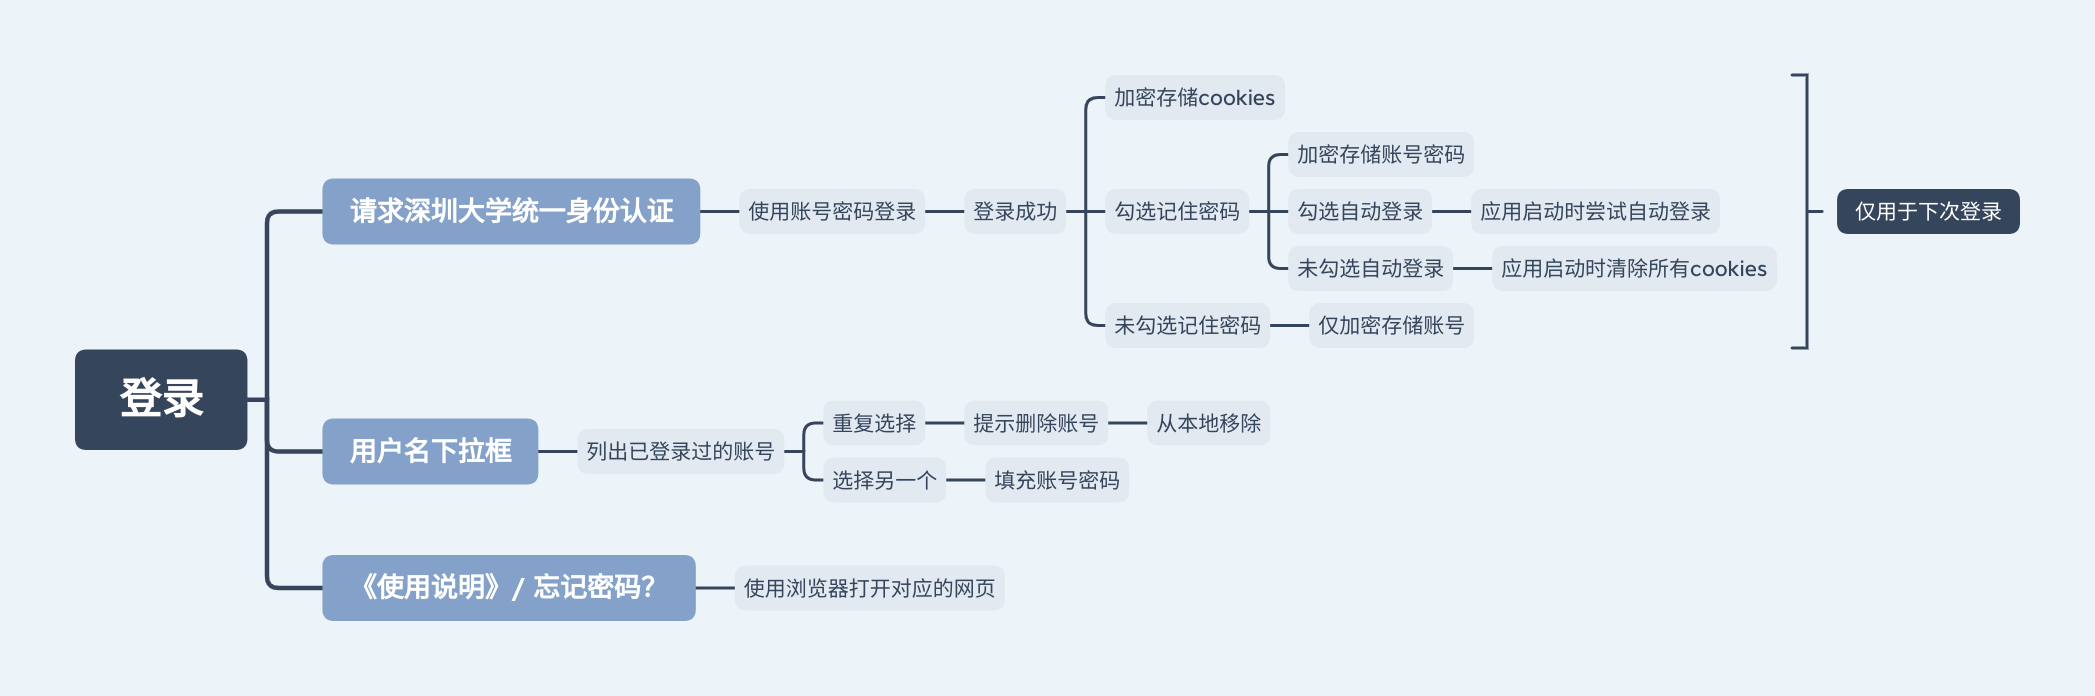 登录
请求深圳大学统一身份认证
使用账号密码登录
登录成功
加密存储cookies
勾选记住密码
加密存储账号密码
勾选自动登录
应用启动时尝试自动登录
未勾选自动登录
应用启动时清除所有cookies
未勾选记住密码
仅加密存储账号
仅用于下次登录
用户名下拉框
列出已登录过的账号
重复选择
提示删除账号
从本地移除
选择另一个
填充账号密码
《使用说明》/ 忘记密码？
使用浏览器打开对应的网页